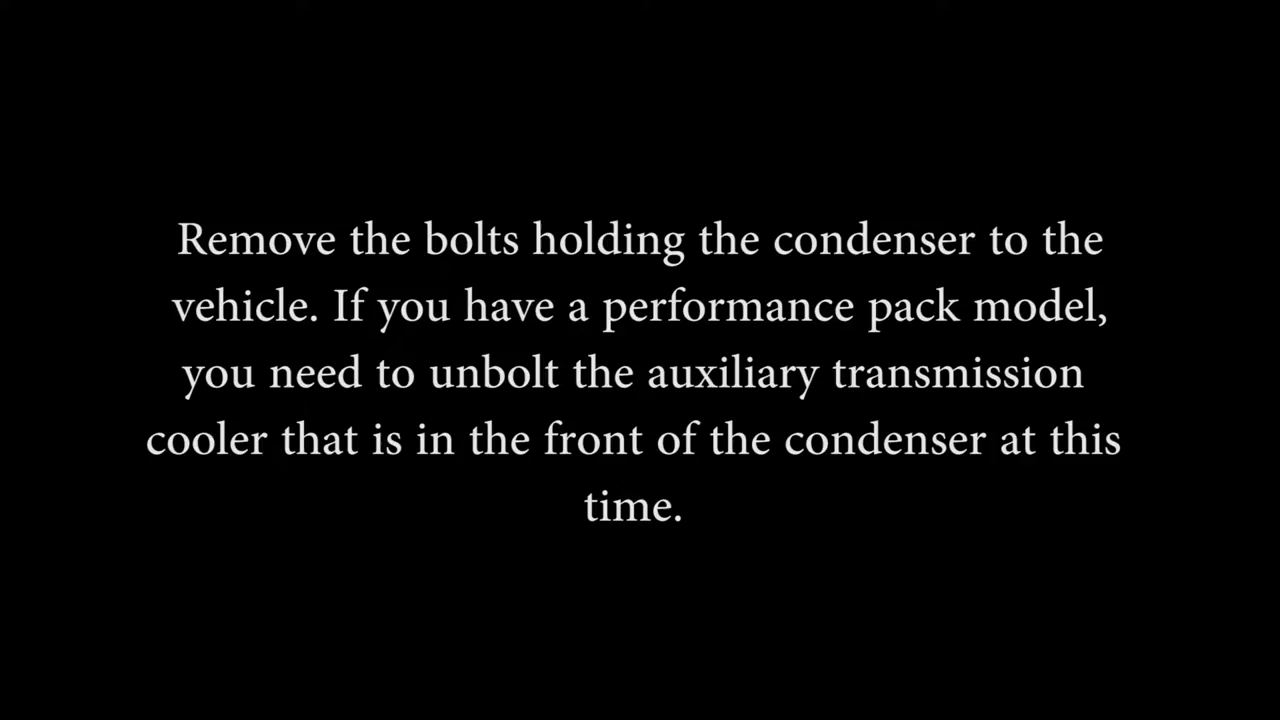 Remove the bolts holding the condenser to the
vehicle. If you have a performance pack model,
you need to unbolt the auxiliary transmission
cooler that is in the front of the condenser at this
time.